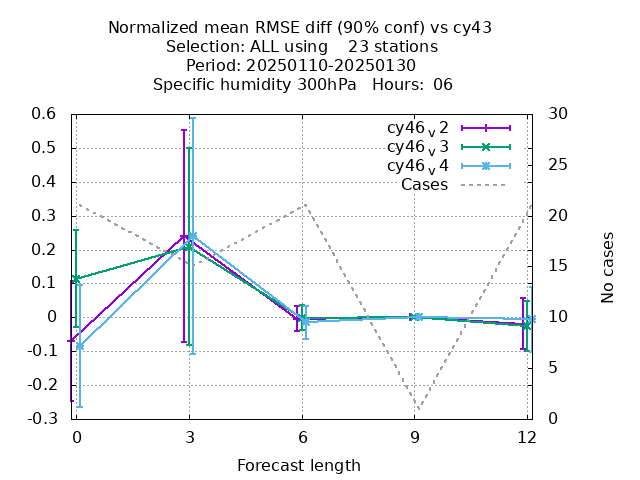 Normalized mean RMSE diff (90% conf) vs cy43
Selection: ALL using    23 stations
Period: 20250110-20250130
Specific humidity 300hPa   Hours:  06
0.6
0.5
0.4
0.3
0.2
0.1
0
-0.1
-0.2
-0.3
30
25
20
15
10
5
0
cy46v2
cy46v3
cy46v4
Cases
No cases
0 3 6 9 12
Forecast length